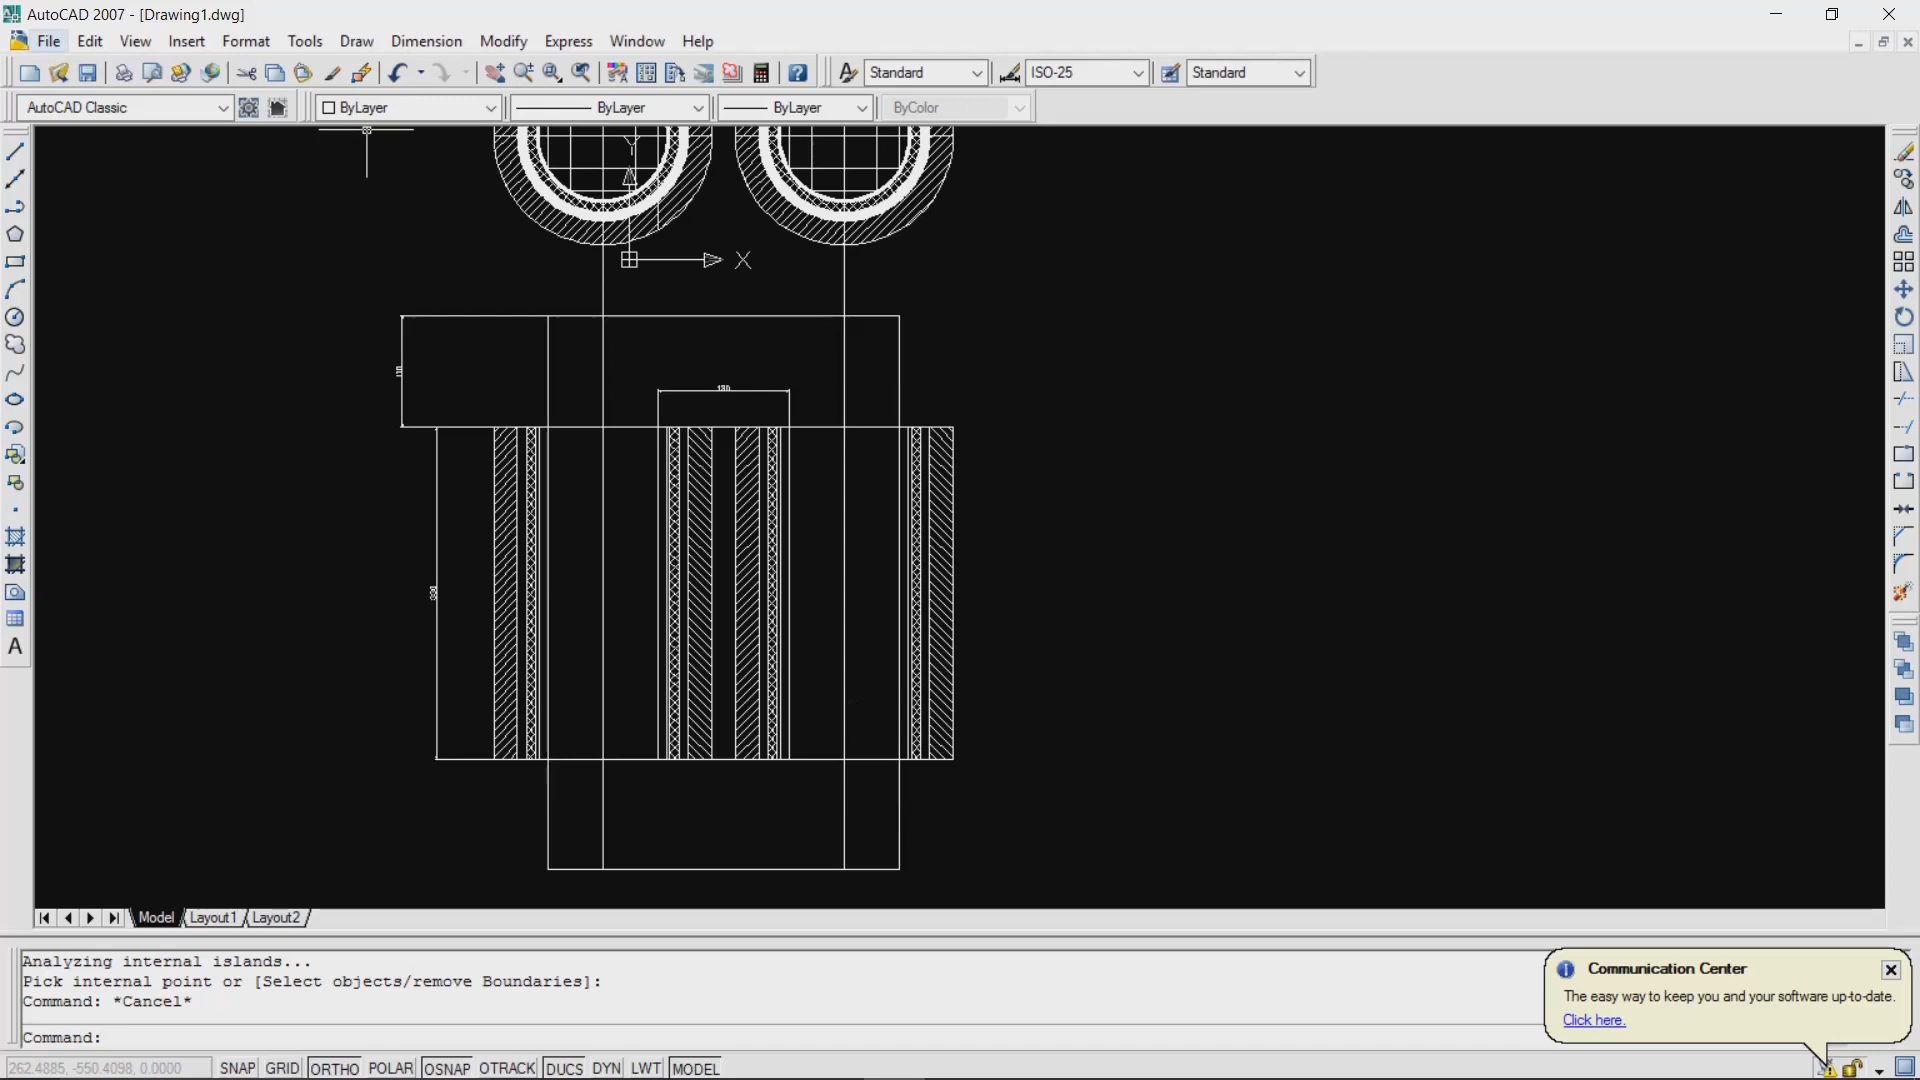 AutoCAD 2007 - [Drawing1.dwg]
File Edit View Insert Format Tools Draw Dimension Modify Express Window Help
Standard ISO-25 Standard
AutoCAD Classic ByLayer ByLayer ByLayer ByColor
Y
X
110
130
330
Model Layout1 Layout2
Analyzing internal islands...
Pick internal point or [Select objects/remove Boundaries]:
Command: *Cancel*
Command:
Communication Center
The easy way to keep you and your software up-to-date.
Click here.
262.4885, -550.4098, 0.0000 SNAP GRID ORTHO POLAR OSNAP OTRACK DUCS DYN LWT MODEL